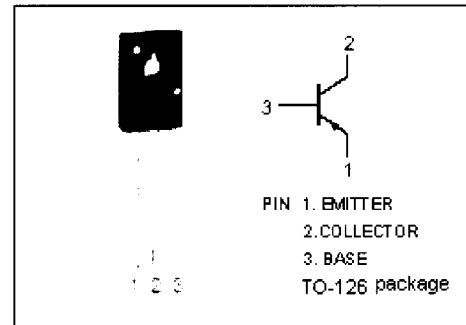 2
3
1
PIN 1. EMITTER
2.COLLECTOR
3. BASE
TO-126 package
1 2 3